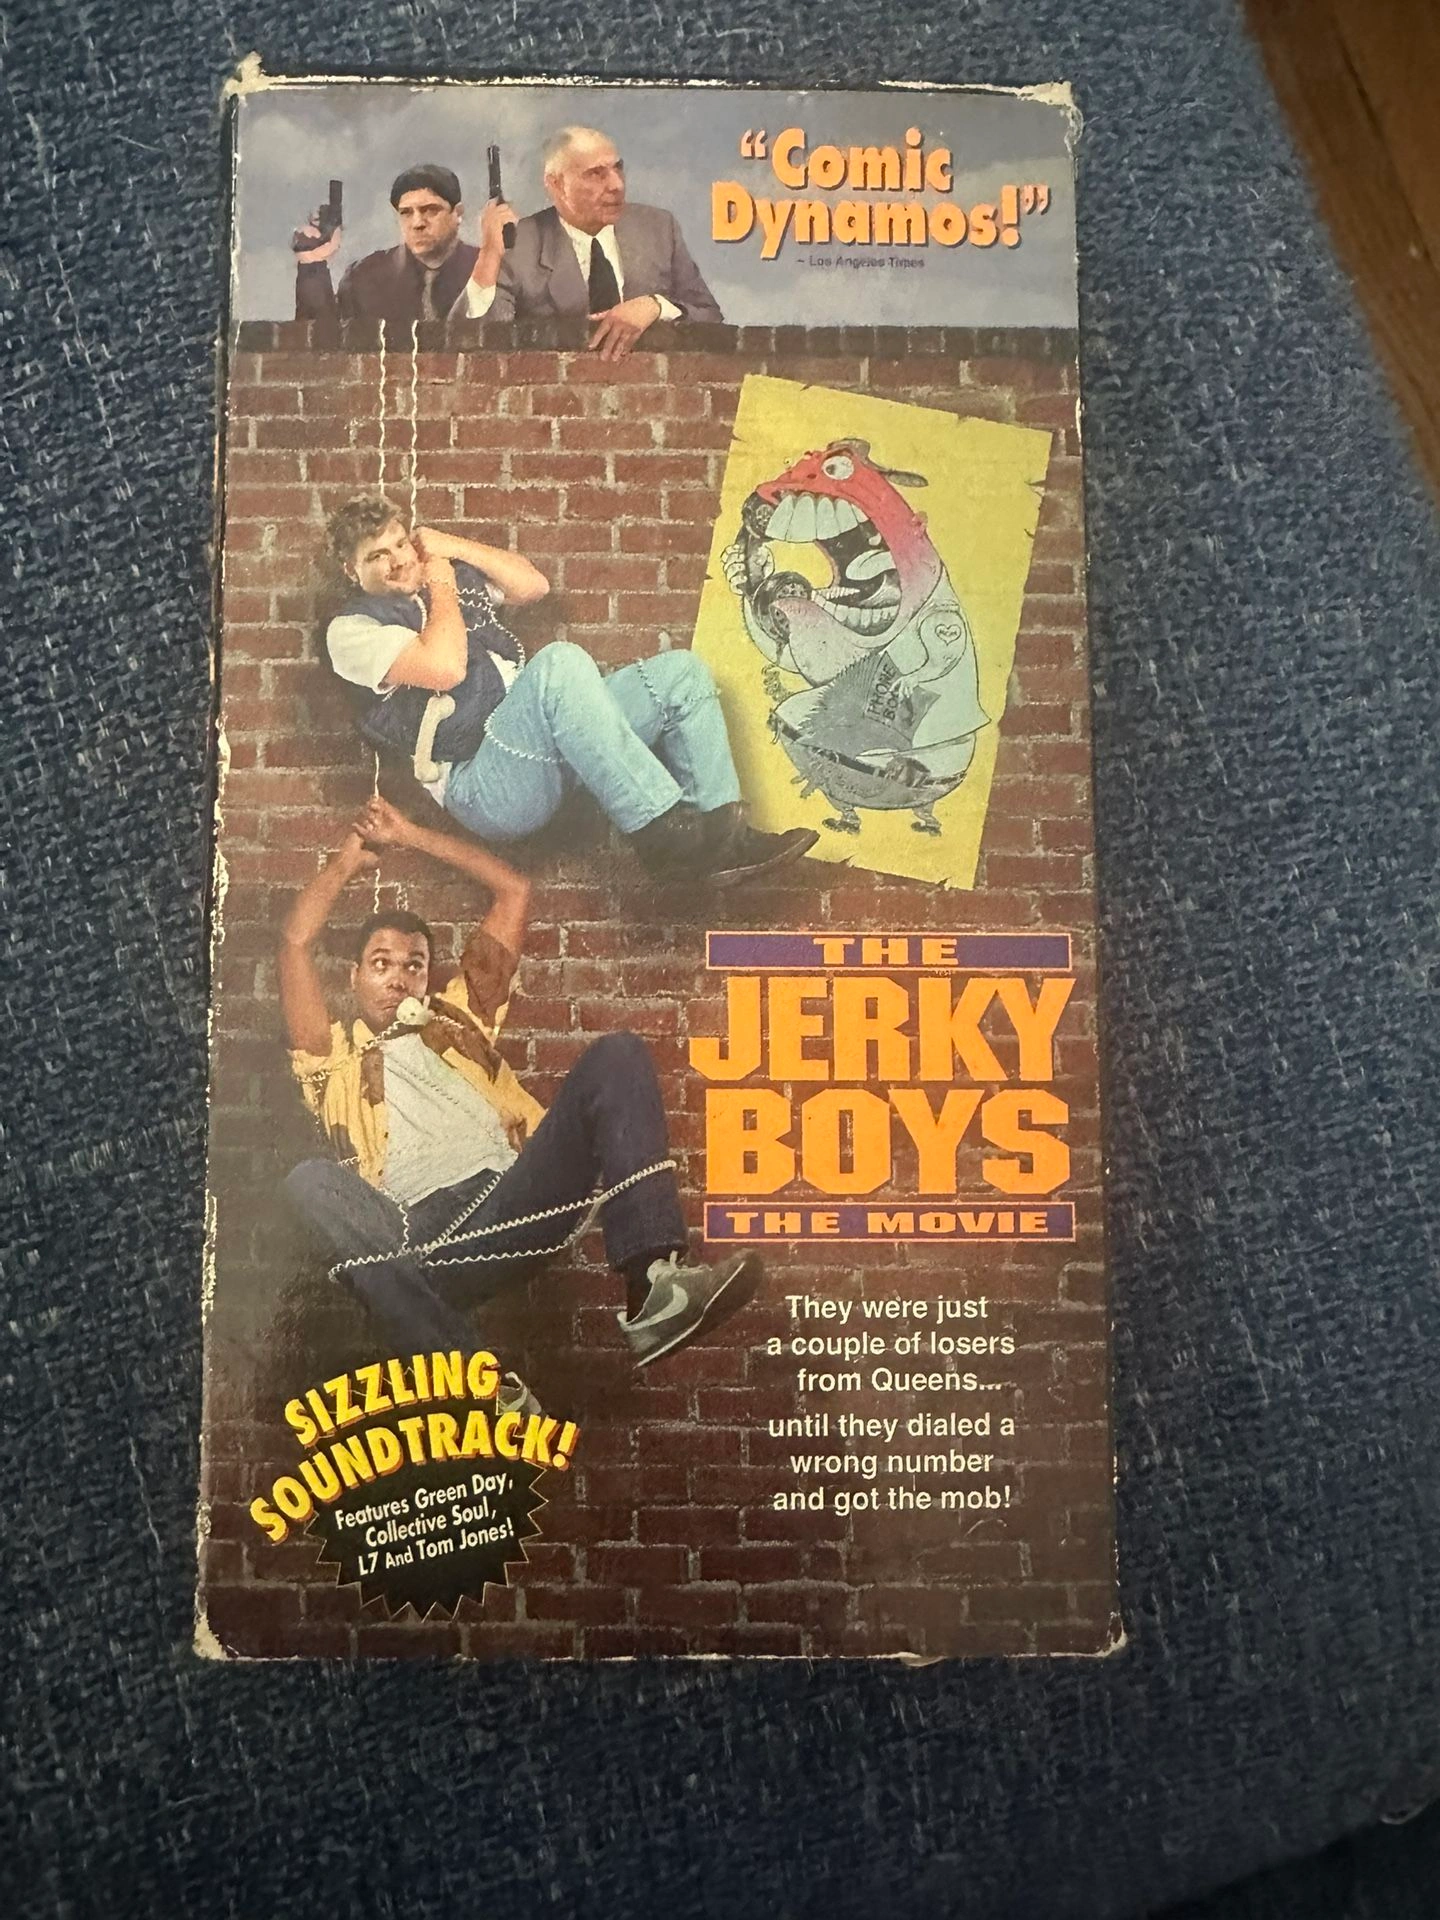 “Comic
Dynamos!”
~ Los Angeles Times
PHONE
BOOK
THE
JERKY
BOYS
THE MOVIE
They were just
a couple of losers
from Queens...
until they dialed a
wrong number
and got the mob!
SIZZLING
SOUNDTRACK!
Features Green Day,
Collective Soul,
L7 And Tom Jones!